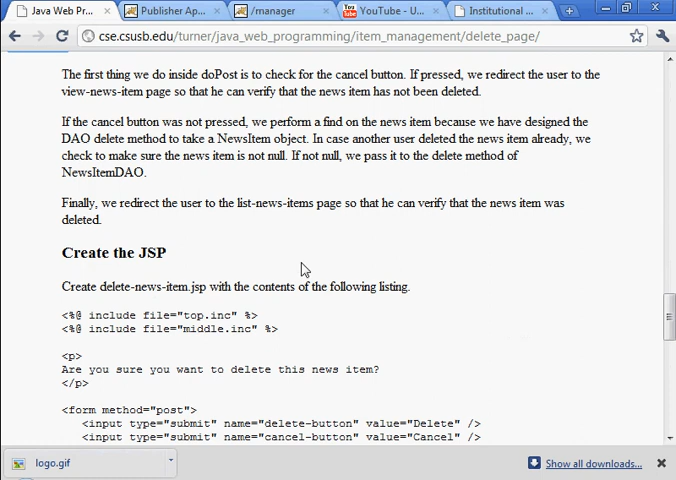 Java Web Pr...
Publisher Ap...
/manager
YouTube - U...
Institutional ...
cse.csusb.edu/turner/java_web_programming/item_management/delete_page/
The first thing we do inside doPost is to check for the cancel button. If pressed, we redirect the user to the
view-news-item page so that he can verify that the news item has not been deleted.
If the cancel button was not pressed, we perform a find on the news item because we have designed the
DAO delete method to take a NewsItem object. In case another user deleted the news item already, we
check to make sure the news item is not null. If not null, we pass it to the delete method of
NewsItemDAO.
Finally, we redirect the user to the list-news-items page so that he can verify that the news item was
deleted.
Create the JSP
Create delete-news-item.jsp with the contents of the following listing.
<%@ include file="top.inc" %>
<%@ include file="middle.inc" %>
<p>
Are you sure you want to delete this news item?
</p>
<form method="post">
<input type="submit" name="delete-button" value="Delete" />
<input type="submit" name="cancel-button" value="Cancel" />
logo.gif
Show all downloads...